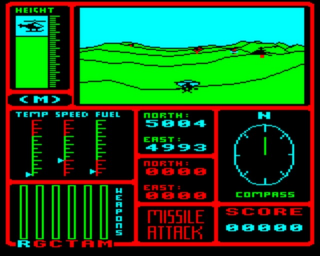 HEIGHT
(M)
TEMP SPEED FUEL
NORTH:
5004
EAST:
4993
NORTH:
0000
EAST:
0000
N
COMPASS
WEAPONS
RGCTAM
MISSILE
ATTACK
SCORE
00000